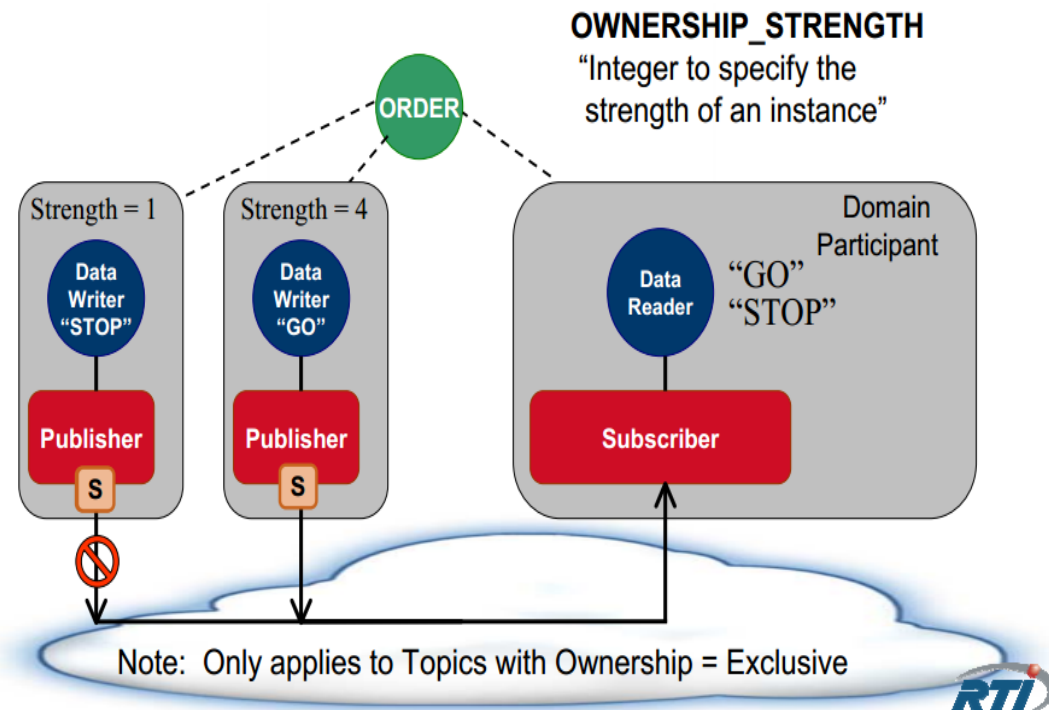 OWNERSHIP_STRENGTH
“Integer to specify the
strength of an instance”
ORDER
Strength = 1
Data
Writer
“STOP”
Publisher
S
Strength = 4
Data
Writer
“GO”
Publisher
S
Domain
Participant
Data
Reader
“GO”
“STOP”
Subscriber
Note: Only applies to Topics with Ownership = Exclusive
RTI